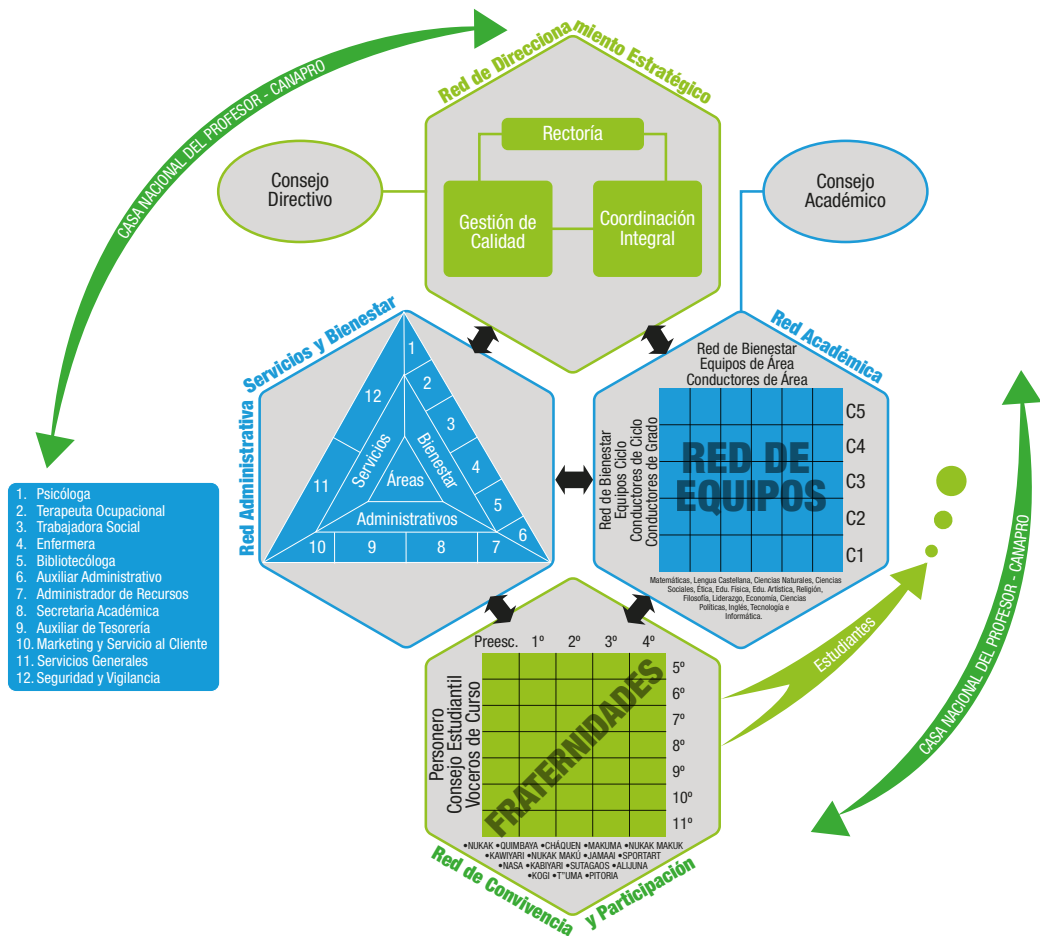 Red de Direccionamiento Estratégico
CASA NACIONAL DEL PROFESOR - CANAPRO
Rectoría
Gestión de
Calidad
Coordinación
Integral
Consejo
Directivo
Consejo
Académico
Red Administrativa Servicios y Bienestar
1
2
3
4
5
6
7
8
9
10
11
12
Servicios
Bienestar
Áreas
Administrativos
1. Psicóloga
2. Terapeuta Ocupacional
3. Trabajadora Social
4. Enfermera
5. Bibliotecóloga
6. Auxiliar Administrativo
7. Administrador de Recursos
8. Secretaria Académica
9. Auxiliar de Tesorería
10. Marketing y Servicio al Cliente
11. Servicios Generales
12. Seguridad y Vigilancia
Red Académica
Red de Bienestar
Equipos de Área
Conductores de Área
Red de Bienestar
Equipos Ciclo
Conductores de Ciclo
Conductores de Grado
RED DE
EQUIPOS
C5
C4
C3
C2
C1
Matemáticas, Lengua Castellana, Ciencias Naturales, Ciencias
Sociales, Ética, Edu. Física, Edu. Artística, Religión,
Filosofía, Liderazgo, Economía, Ciencias
Políticas, Inglés, Tecnología e
Informática.
Estudiantes
CASA NACIONAL DEL PROFESOR - CANAPRO
Preesc. 1º 2º 3º 4º
5º
6º
7º
8º
9º
10º
11º
Personero
Consejo Estudiantil
Voceros de Curso
FRATERNIDADES
•NUKAK •QUIMBAYA •CHÁQUEN •MAKUMA •NUKAK MAKUK
•KAWIYARI •NUKAK MAKÚ •JAMAAI •SPORTART
•NASA •KABIYARI •SUTAGAOS •ALIJUNA
•KOGI •T"UMA •PITORIA
Red de Convivencia y Participación